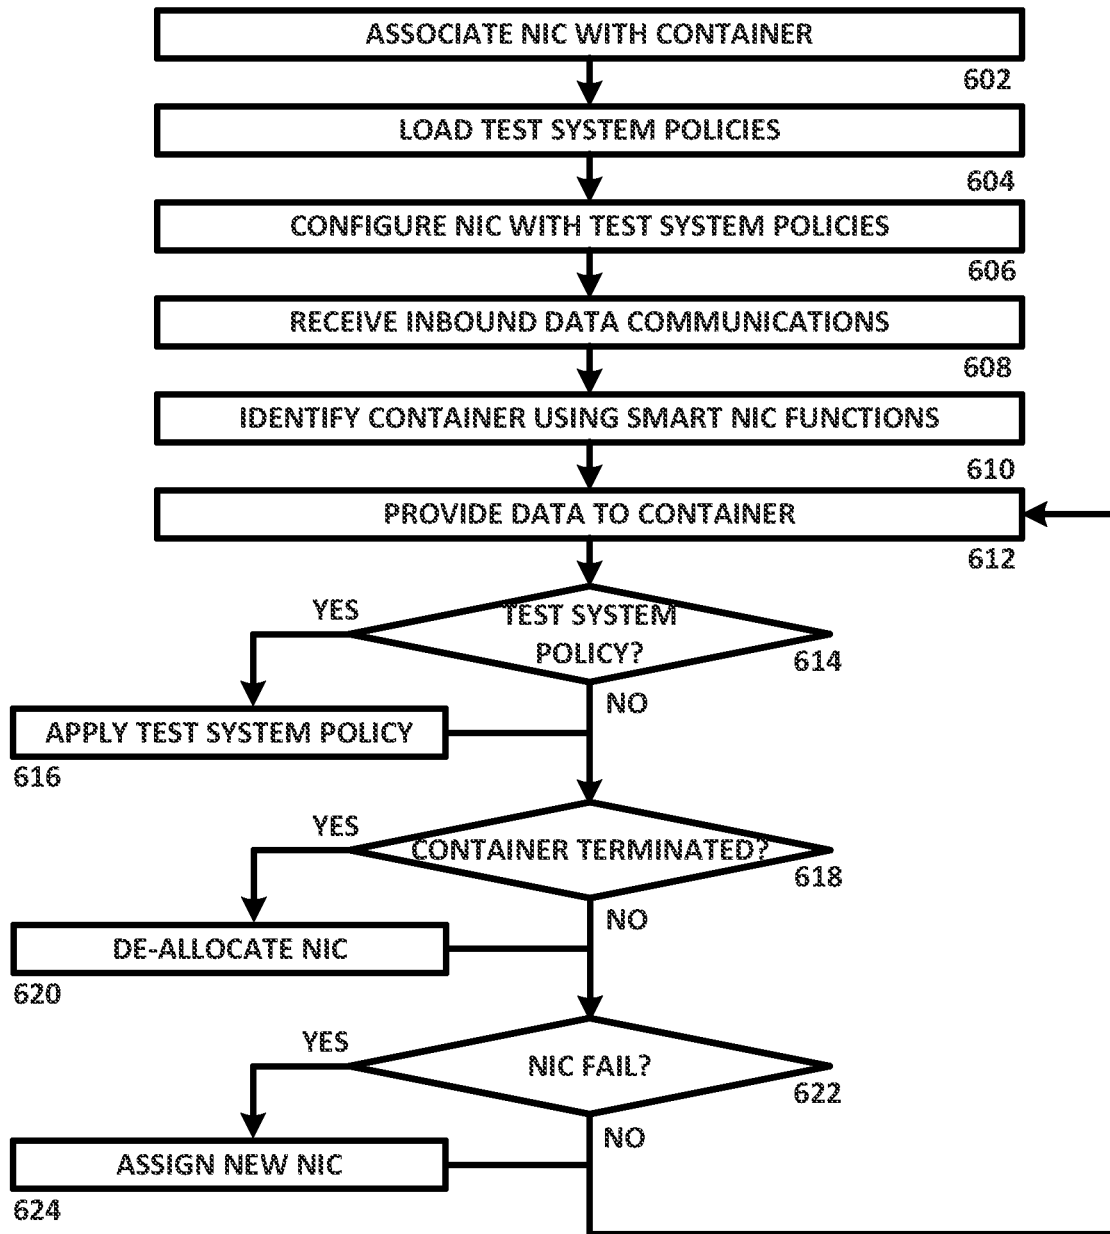 ASSOCIATE NIC WITH CONTAINER
602
LOAD TEST SYSTEM POLICIES
604
CONFIGURE NIC WITH TEST SYSTEM POLICIES
606
RECEIVE INBOUND DATA COMMUNICATIONS
608
IDENTIFY CONTAINER USING SMART NIC FUNCTIONS
610
PROVIDE DATA TO CONTAINER
612
YES
TEST SYSTEM
POLICY?
614
NO
APPLY TEST SYSTEM POLICY
616
YES
CONTAINER TERMINATED?
618
NO
DE-ALLOCATE NIC
620
YES
NIC FAIL?
622
NO
ASSIGN NEW NIC
624